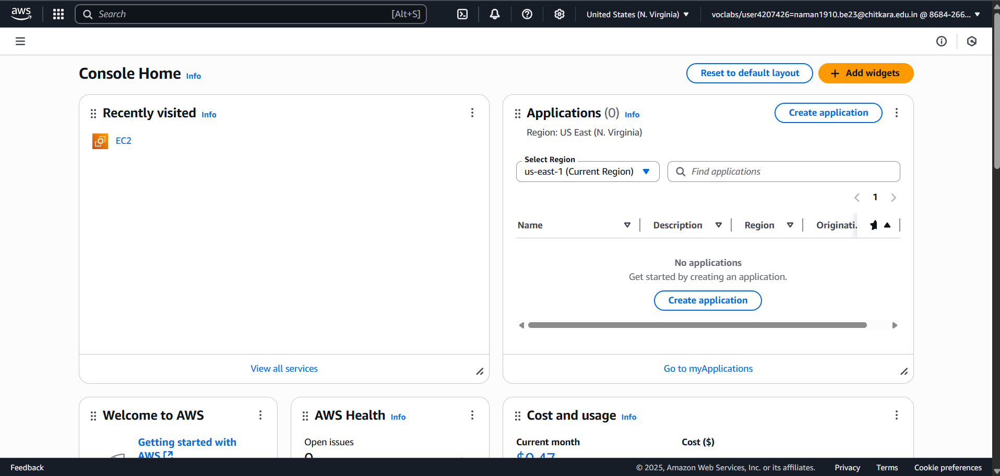 aws
Search [Alt+S]
United States (N. Virginia)
voclabs/user4207426=naman1910.be23@chitkara.edu.in @ 8684-266...
Console Home Info
Reset to default layout
Add widgets
Recently visited Info
EC2
View all services
Applications (0) Info
Create application
Region: US East (N. Virginia)
Select Region
us-east-1 (Current Region)
Find applications
1
Name Description Region Originati.
No applications
Get started by creating an application.
Create application
Go to myApplications
Welcome to AWS
Getting started with
AWS
AWS Health Info
Open issues
0
Cost and usage Info
Current month
$0.47
Cost ($)
Feedback
© 2025, Amazon Web Services, Inc. or its affiliates.
Privacy
Terms
Cookie preferences